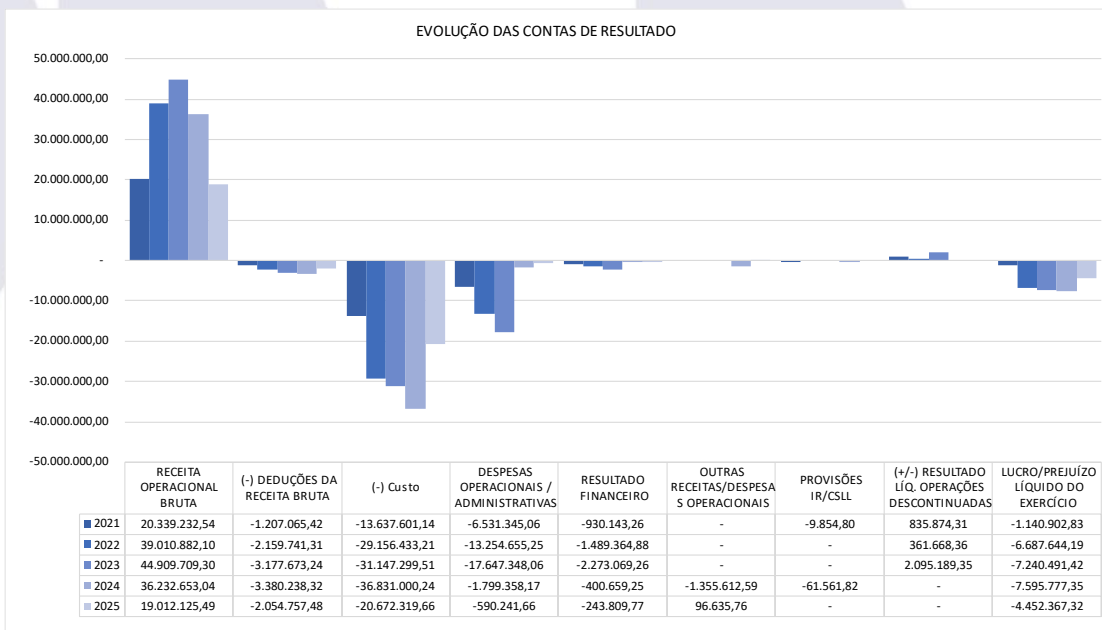 EVOLUÇÃO DAS CONTAS DE RESULTADO
50.000.000,00
40.000.000,00
30.000.000,00
20.000.000,00
10.000.000,00
-
-10.000.000,00
-20.000.000,00
-30.000.000,00
-40.000.000,00
-50.000.000,00
RECEITA OPERACIONAL BRUTA
(-) DEDUÇÕES DA RECEITA BRUTA
(-) Custo
DESPESAS OPERACIONAIS / ADMINISTRATIVAS
RESULTADO FINANCEIRO
OUTRAS RECEITAS/DESPESA S OPERACIONAIS
PROVISÕES IR/CSLL
(+/-) RESULTADO LÍQ. OPERAÇÕES DESCONTINUADAS
LUCRO/PREJUÍZO LÍQUIDO DO EXERCÍCIO
2021 20.339.232,54 -1.207.065,42 -13.637.601,14 -6.531.345,06 -930.143,26 - -9.854,80 835.874,31 -1.140.902,83
2022 39.010.882,10 -2.159.741,31 -29.156.433,21 -13.254.655,25 -1.489.364,88 - - 361.668,36 -6.687.644,19
2023 44.909.709,30 -3.177.673,24 -31.147.299,51 -17.647.348,06 -2.273.069,26 - - 2.095.189,35 -7.240.491,42
2024 36.232.653,04 -3.380.238,32 -36.831.000,24 -1.799.358,17 -400.659,25 -1.355.612,59 -61.561,82 - -7.595.777,35
2025 19.012.125,49 -2.054.757,48 -20.672.319,66 -590.241,66 -243.809,77 96.635,76 - - -4.452.367,32